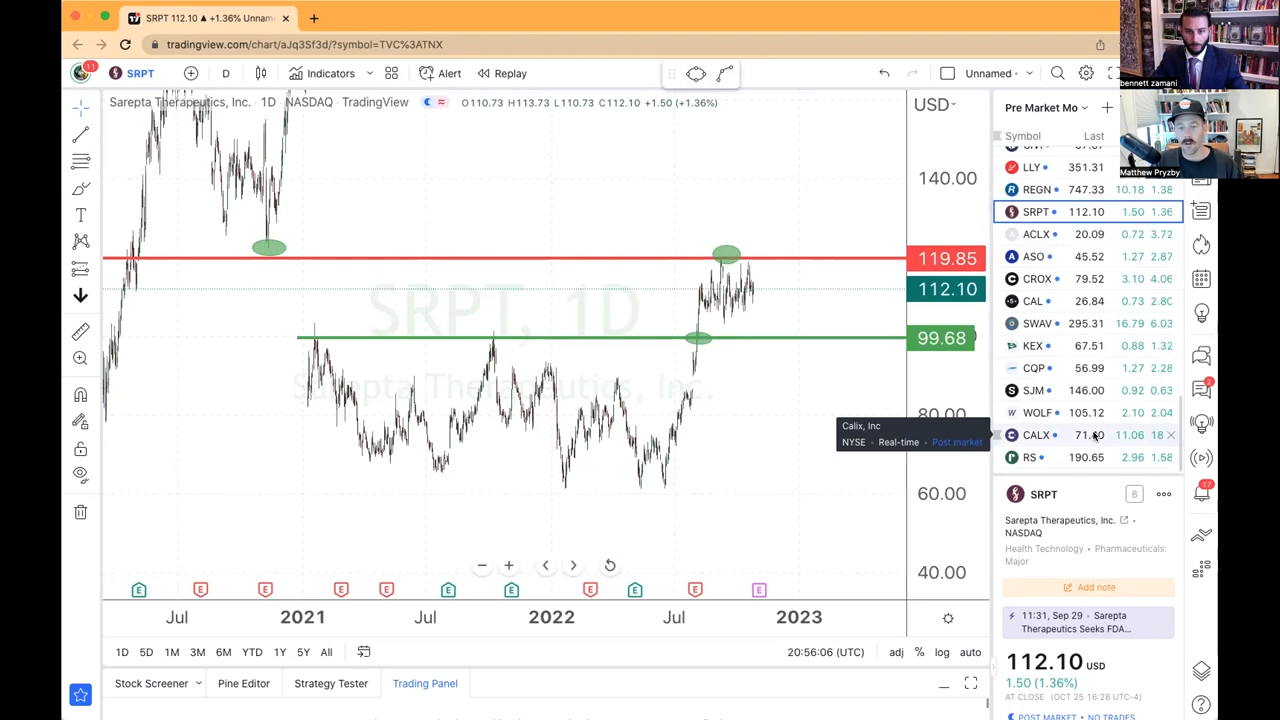 SRPT 112.10 ▲ +1.36% Unnam
tradingview.com/chart/aJq3Sf3d/?symbol=TVC%3ATNX
bennett zamani
11
SRPT
D
Indicators
Alert
Replay
Unnamed
Sarepta Therapeutics, Inc. · 1D · NASDAQ · TradingView
O110.73 H113.73 L110.73 C112.10 +1.50 (+1.36%)
USD
Pre Market Mo
Symbol Last
Matthew Pryzby
LLY 351.31
140.00
REGN 747.33 10.18 1.38
SRPT 112.10 1.50 1.36
ACLX 20.09 0.72 3.72
119.85
ASO 45.52 1.27 2.87
CROX 79.52 3.10 4.06
112.10
SRPT, 1D
CAL 26.84 0.73 2.80
SWAV 295.31 16.79 6.03
99.68
KEX 67.51 0.88 1.32
CQP 56.99 1.27 2.28
Sarepta Therapeutics, Inc.
SJM 146.00 0.92 0.63
2
80.00
WOLF 105.12 2.10 2.04
Calix, Inc
NYSE • Real-time • Post market
CALX 11.06 18
RS 190.65 2.96 1.58
60.00
17
SRPT
8
Sarepta Therapeutics, Inc. •
NASDAQ
Health Technology • Pharmaceuticals:
Major
40.00
E E E E E E E E E E E
Add note
Jul 2021 Jul 2022 Jul 2023
11:31, Sep 29 • Sarepta
Therapeutics Seeks FDA...
1D 5D 1M 3M 6M YTD 1Y 5Y All
20:56:06 (UTC)
adj % log auto
112.10 USD
1.50 (1.36%)
Stock Screener
Pine Editor
Strategy Tester
Trading Panel
AT CLOSE (OCT 25 16:28 UTC-4)
POST MARKET • NO TRADES